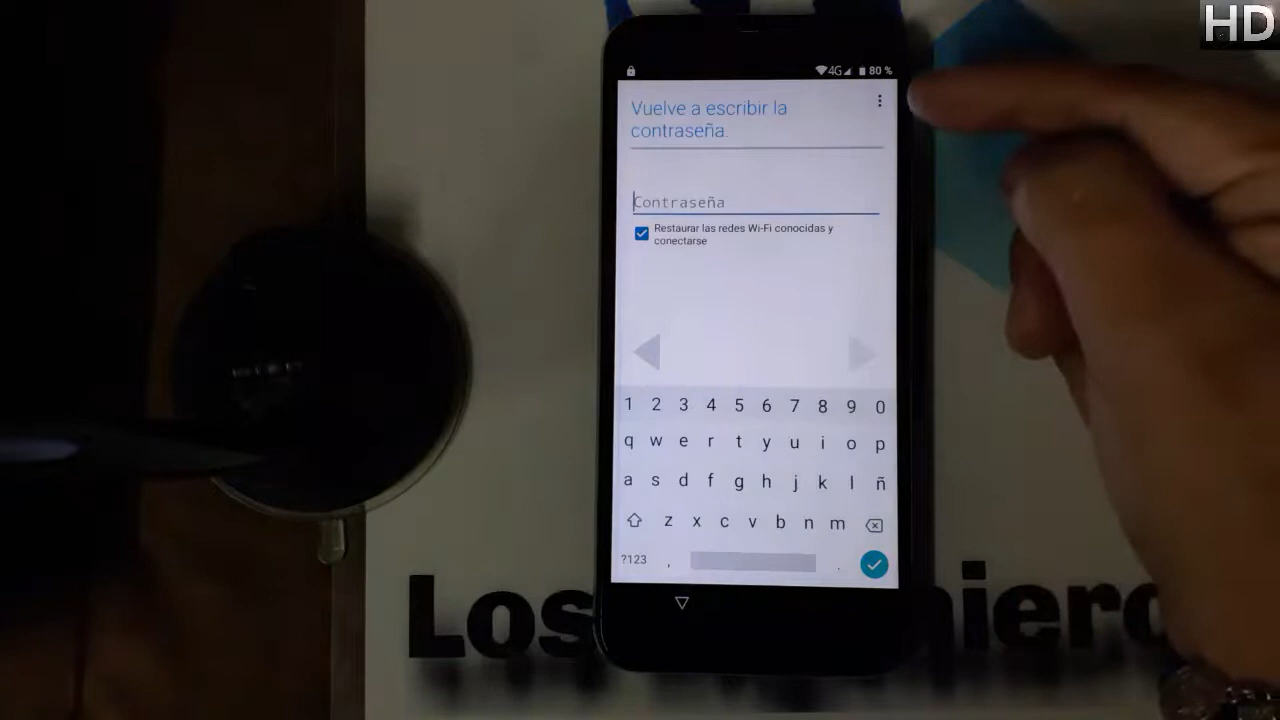 HD
4G 80 %
Vuelve a escribir la
contraseña.
Contraseña
Restaurar las redes Wi-Fi conocidas y
conectarse
1 2 3 4 5 6 7 8 9 0
q w e r t y u i o p
a s d f g h j k l ñ
z x c v b n m
?123 , .
Los